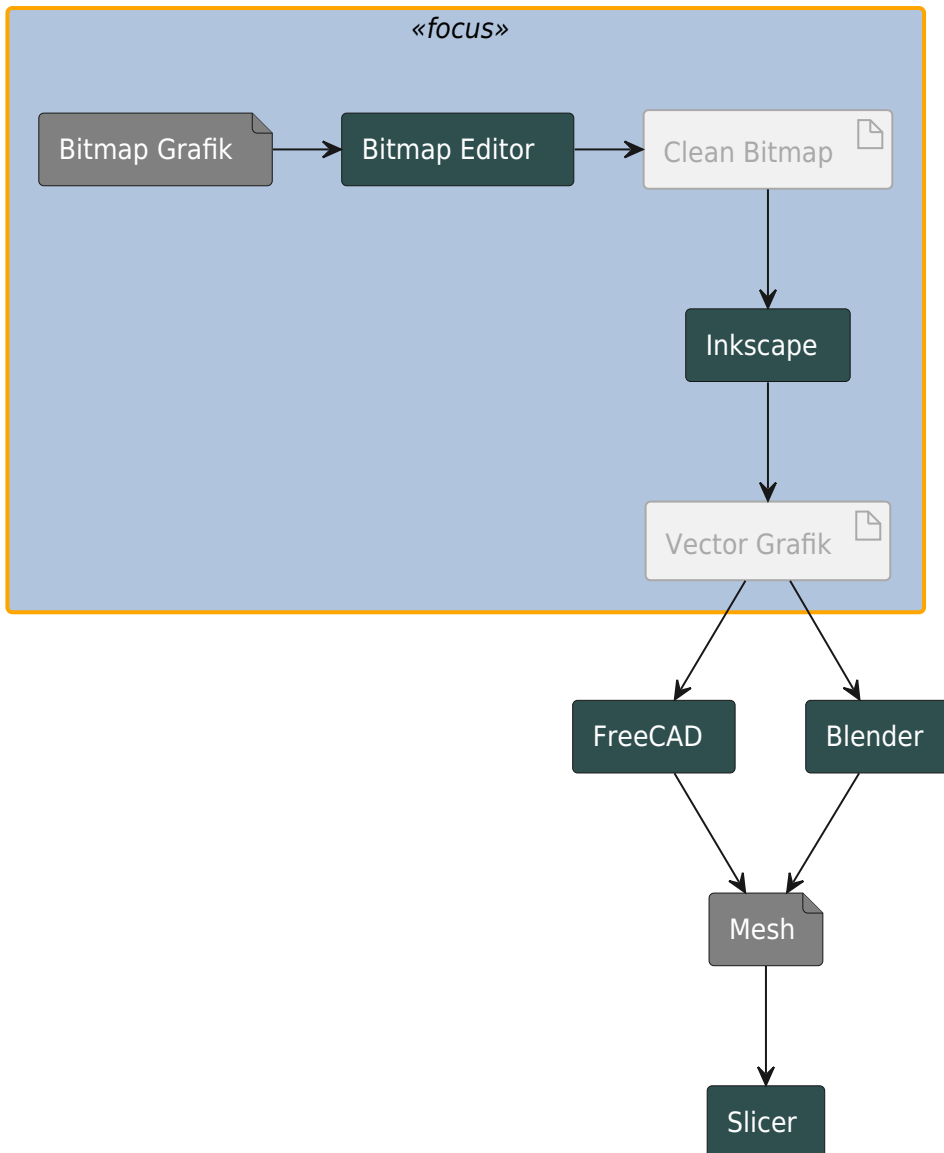 «focus»
Bitmap Grafik
Bitmap Editor
Clean Bitmap
Inkscape
Vector Grafik
FreeCAD
Blender
Mesh
Slicer